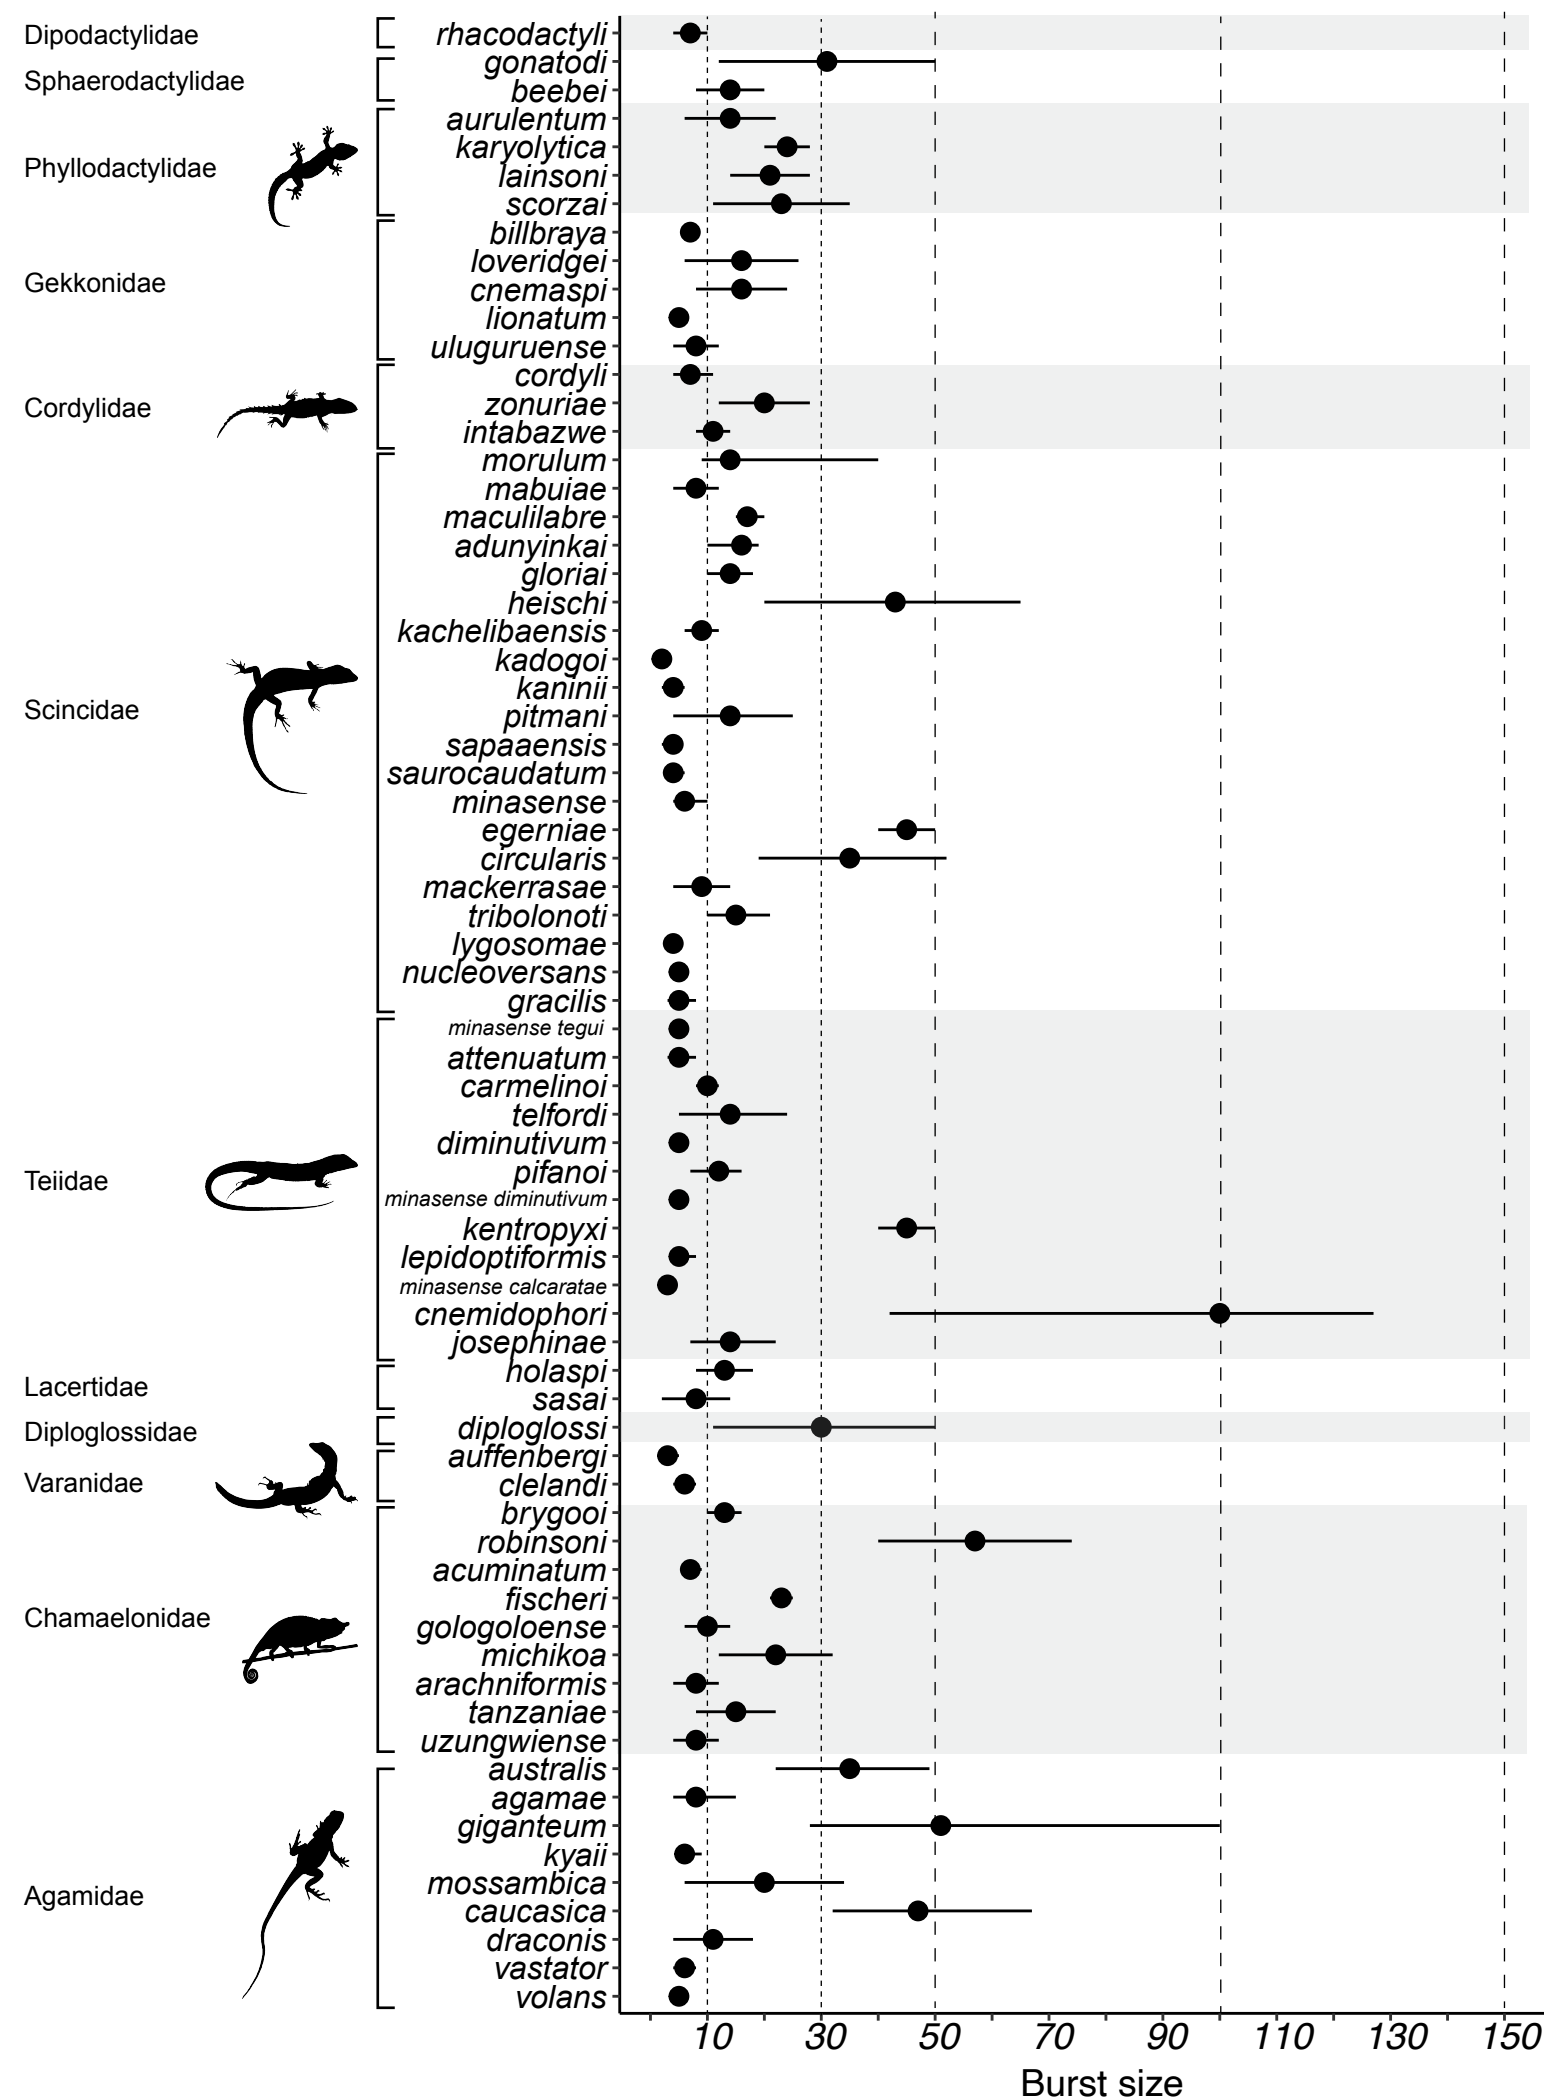 Dipodactylidae
rhacodactyli
Sphaerodactylidae
gonatodi
beebei
Phyllodactylidae
aurulentum
karyolytica
lainsoni
scorzai
Gekkonidae
billbraya
loveridgei
cnemaspi
lionatum
uluguruense
Cordylidae
cordyli
zonuriae
intabazwe
Scincidae
morulum
mabuiae
maculilabre
adunyinkai
gloriai
heischi
kachelibaensis
kadogoi
kaninii
pitmani
sapaaensis
saurocaudatum
minasense
egerniae
circularis
mackerrasae
tribolonoti
lygosomae
nucleoversans
gracilis
Teiidae
minasense tegui
attenuatum
carmelinoi
telfordi
diminutivum
pifanoi
minasense diminutivum
kentropyxi
lepidoptiformis
minasense calcaratae
cnemidophori
josephinae
Lacertidae
holaspi
sasai
Diploglossidae
diploglossi
Varanidae
auffenbergi
clelandi
Chamaelonidae
brygooi
robinsoni
acuminatum
fischeri
gologoloense
michikoa
arachniformis
tanzaniae
uzungwiense
Agamidae
australis
agamae
giganteum
kyaii
mossambica
caucasica
draconis
vastator
volans
10 30 50 70 90 110 130 150
Burst size